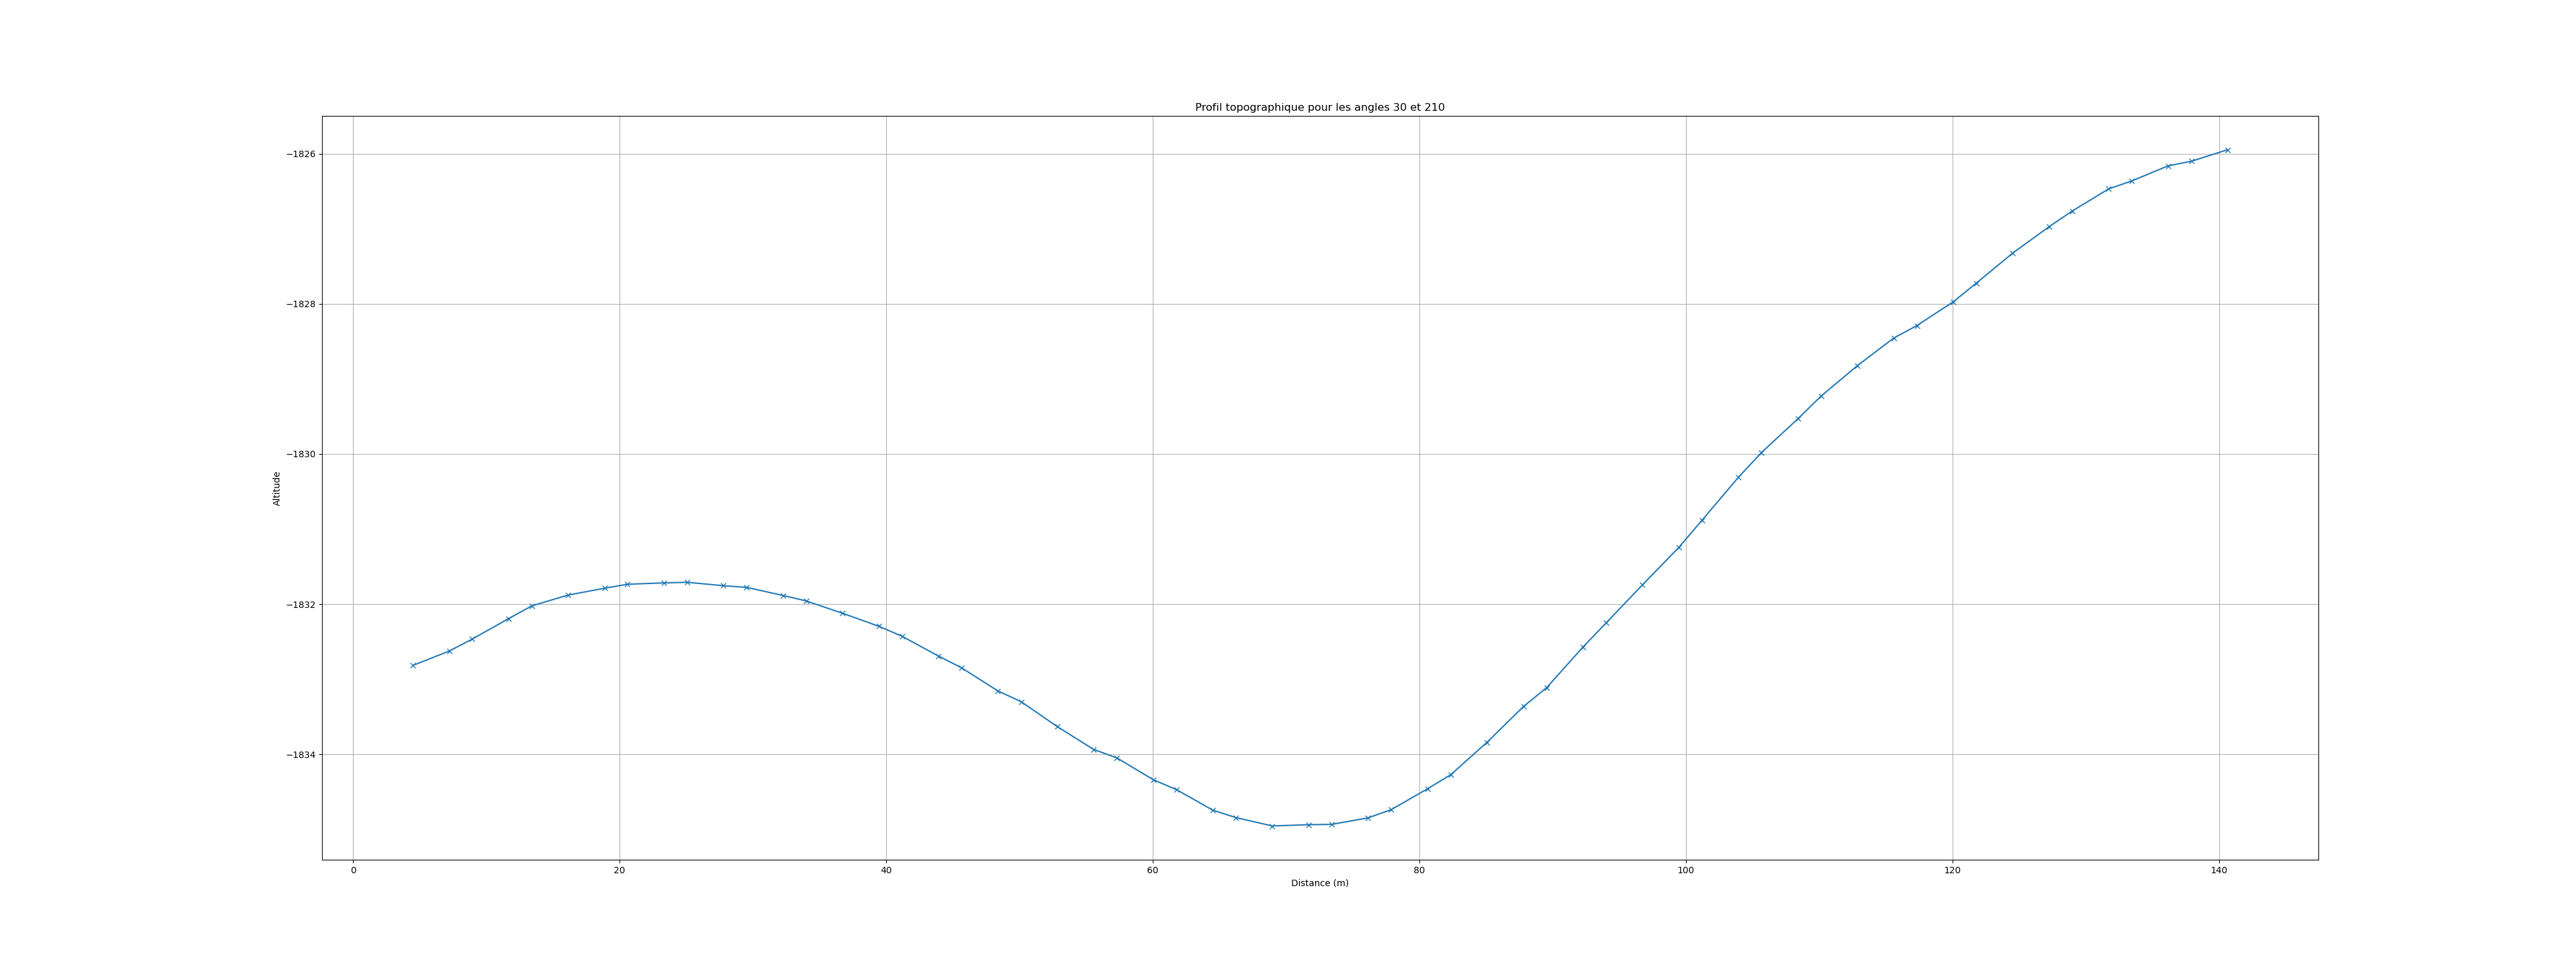 Profil topographique pour les angles 30 et 210
−1826
−1828
−1830
−1832
−1834
Altitude
0 20 40 60 80 100 120 140
Distance (m)